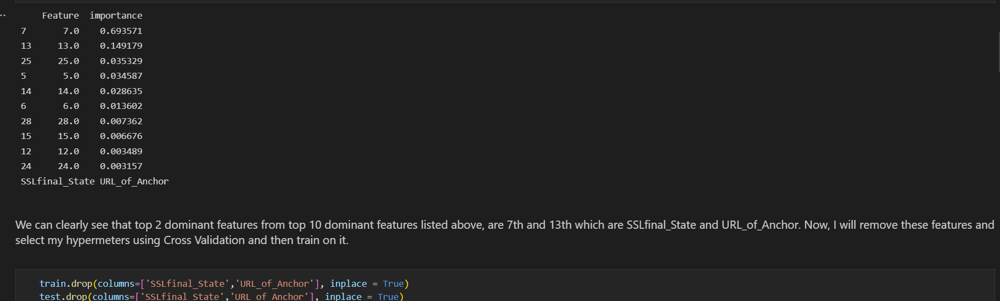 Feature importance
7 7.0 0.693571
13 13.0 0.149179
25 25.0 0.035329
5 5.0 0.034587
14 14.0 0.028635
6 6.0 0.013602
28 28.0 0.007362
15 15.0 0.006676
12 12.0 0.003489
24 24.0 0.003157
SSLfinal_State URL_of_Anchor
We can clearly see that top 2 dominant features from top 10 dominant features listed above, are 7th and 13th which are SSLfinal_State and URL_of_Anchor. Now, I will remove these features and
select my hypermeters using Cross Validation and then train on it.
train.drop(columns=['SSLfinal_State','URL_of_Anchor'], inplace = True)
test.drop(columns=['SSLfinal_State','URL_of_Anchor'], inplace = True)